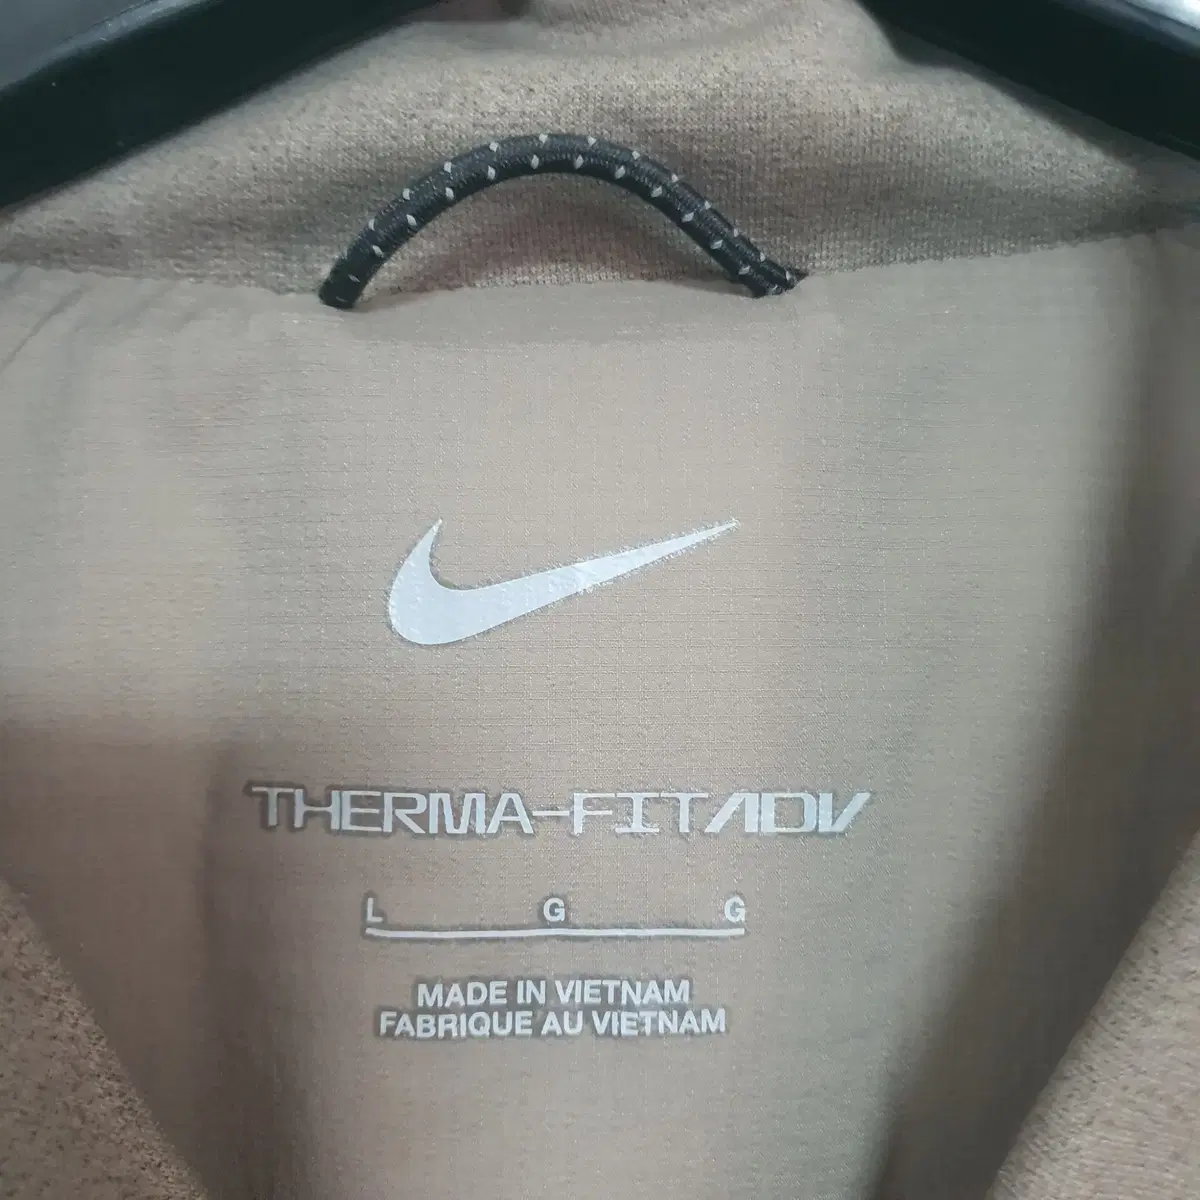 THERMA-FIT ADV
L G G
MADE IN VIETNAM
FABRIQUE AU VIETNAM